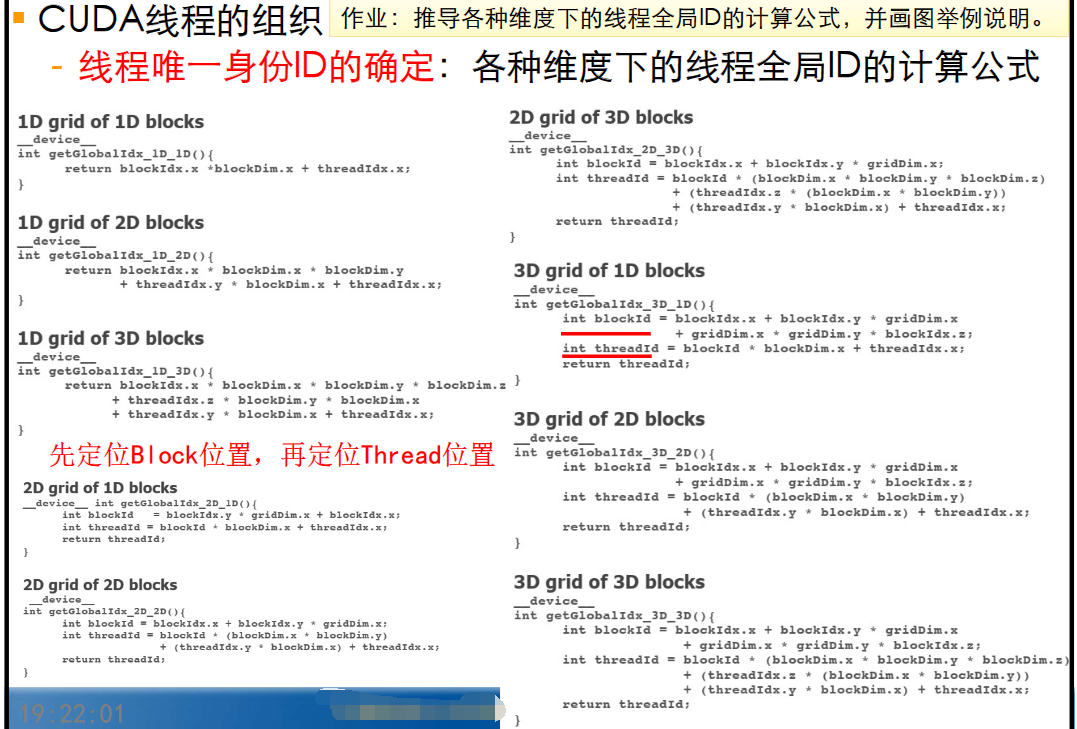 CUDA线程的组织
作业：推导各种维度下的线程全局ID的计算公式，并画图举例说明。
- 线程唯一身份ID的确定：各种维度下的线程全局ID的计算公式
1D grid of 1D blocks
__device__
int getGlobalIdx_1D_1D(){
return blockIdx.x *blockDim.x + threadIdx.x;
}
1D grid of 2D blocks
__device__
int getGlobalIdx_1D_2D(){
return blockIdx.x * blockDim.x * blockDim.y
+ threadIdx.y * blockDim.x + threadIdx.x;
}
1D grid of 3D blocks
__device__
int getGlobalIdx_1D_3D(){
return blockIdx.x * blockDim.x * blockDim.y * blockDim.z
+ threadIdx.z * blockDim.y * blockDim.x
+ threadIdx.y * blockDim.x + threadIdx.x;
}
先定位Block位置，再定位Thread位置
2D grid of 1D blocks
__device__ int getGlobalIdx_2D_1D(){
int blockId = blockIdx.y * gridDim.x + blockIdx.x;
int threadId = blockId * blockDim.x + threadIdx.x;
return threadId;
}
2D grid of 2D blocks
__device__
int getGlobalIdx_2D_2D(){
int blockId = blockIdx.x + blockIdx.y * gridDim.x;
int threadId = blockId * (blockDim.x * blockDim.y)
+ (threadIdx.y * blockDim.x) + threadIdx.x;
return threadId;
}
19:22:01
2D grid of 3D blocks
__device__
int getGlobalIdx_2D_3D(){
int blockId = blockIdx.x + blockIdx.y * gridDim.x;
int threadId = blockId * (blockDim.x * blockDim.y * blockDim.z)
+ (threadIdx.z * (blockDim.x * blockDim.y))
+ (threadIdx.y * blockDim.x) + threadIdx.x;
return threadId;
}
3D grid of 1D blocks
__device__
int getGlobalIdx_3D_1D(){
int blockId = blockIdx.x + blockIdx.y * gridDim.x
+ gridDim.x * gridDim.y * blockIdx.z;
int threadId = blockId * blockDim.x + threadIdx.x;
return threadId;
}
3D grid of 2D blocks
__device__
int getGlobalIdx_3D_2D(){
int blockId = blockIdx.x + blockIdx.y * gridDim.x
+ gridDim.x * gridDim.y * blockIdx.z;
int threadId = blockId * (blockDim.x * blockDim.y)
+ (threadIdx.y * blockDim.x) + threadIdx.x;
return threadId;
}
3D grid of 3D blocks
__device__
int getGlobalIdx_3D_3D(){
int blockId = blockIdx.x + blockIdx.y * gridDim.x
+ gridDim.x * gridDim.y * blockIdx.z;
int threadId = blockId * (blockDim.x * blockDim.y * blockDim.z)
+ (threadIdx.z * (blockDim.x * blockDim.y))
+ (threadIdx.y * blockDim.x) + threadIdx.x;
return threadId;
}